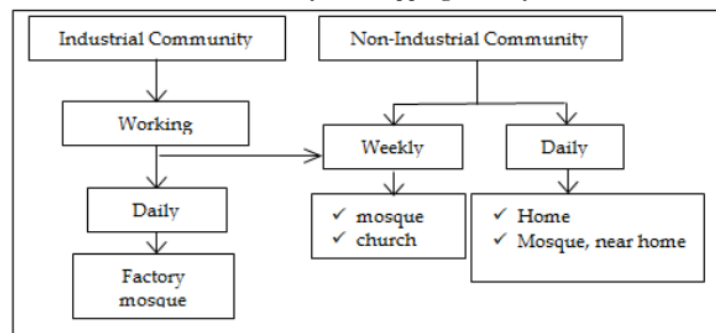 Industrial Community
Non-Industrial Community
Working
Weekly
Daily
Daily
✓ mosque
✓ church
✓ Home
✓ Mosque, near home
Factory
mosque